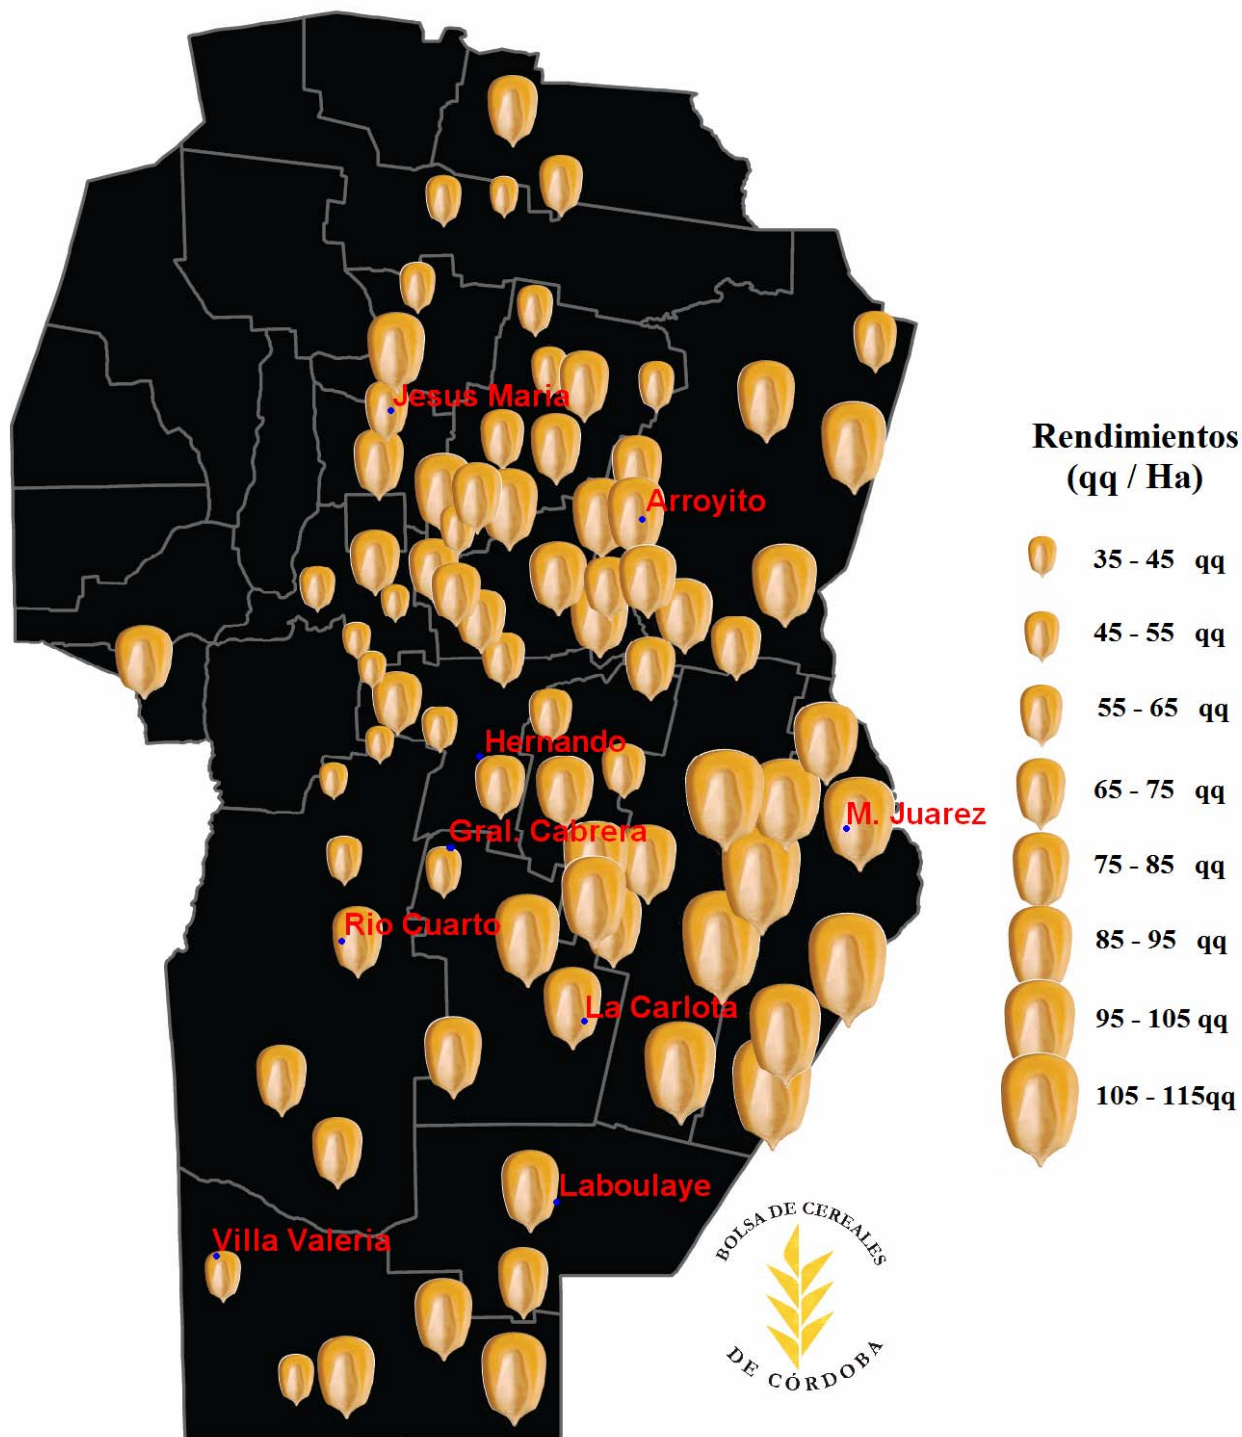 Jesus Maria
Arroyito
Hernando
M. Juarez
Gral. Cabrera
Rio Cuarto
La Carlota
Laboulaye
Villa Valeria
Rendimientos
(qq / Ha)
35 - 45 qq
45 - 55 qq
55 - 65 qq
65 - 75 qq
75 - 85 qq
85 - 95 qq
95 - 105 qq
105 - 115qq
BOLSA DE CEREALES
DE CÓRDOBA